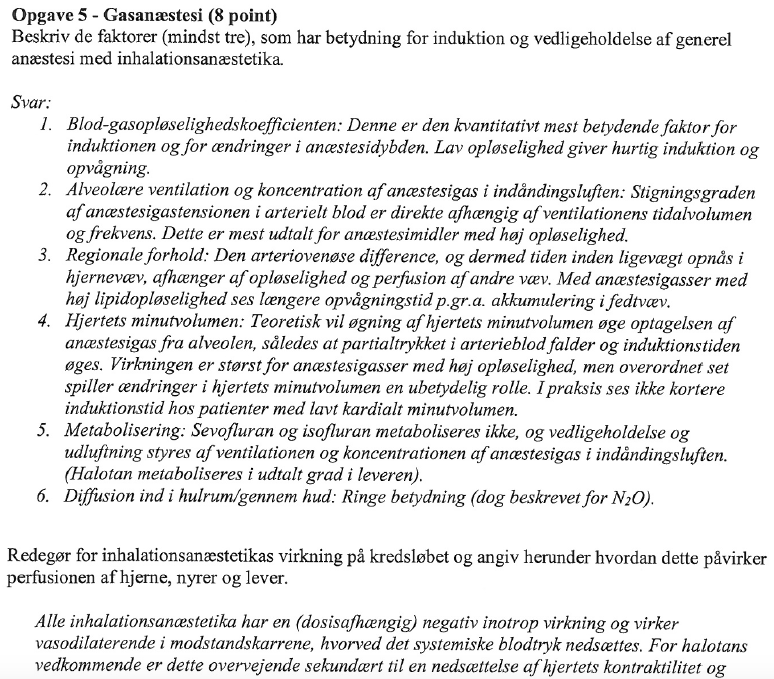 Opgave 5 - Gasanæstesi (8 point)
Beskriv de faktorer (mindst tre), som har betydning for induktion og vedligeholdelse af generel
anæstesi med inhalationsanæstetika.
Svar:
1. Blod-gasopløselighedskoefficienten: Denne er den kvantitativt mest betydende faktor for
induktionen og for ændringer i anæstesidybden. Lav opløselighed giver hurtig induktion og
opvågning.
2. Alveolære ventilation og koncentration af anæstesigas i indåndingsluften: Stigningsgraden
af anæstesigastensionen i arterielt blod er direkte afhængig af ventilationens tidalvolumen
og frekvens. Dette er mest udtalt for anæstesimidler med høj opløselighed.
3. Regionale forhold: Den arteriovenøse difference, og dermed tiden inden ligevægt opnås i
hjernevæv, afhænger af opløselighed og perfusion af andre væv. Med anæstesigasser med
høj lipidopløselighed ses længere opvågningstid p.gr.a. akkumulering i fedtvæv.
4. Hjertets minutvolumen: Teoretisk vil øgning af hjertets minutvolumen øge optagelsen af
anæstesigas fra alveolen, således at partialtrykket i arterieblod falder og induktionstiden
øges. Virkningen er størst for anæstesigasser med høj opløselighed, men overordnet set
spiller ændringer i hjertets minutvolumen en ubetydelig rolle. I praksis ses ikke kortere
induktionstid hos patienter med lavt kardialt minutvolumen.
5. Metabolisering: Sevofluran og isofluran metaboliseres ikke, og vedligeholdelse og
udluftning styres af ventilationen og koncentrationen af anæstesigas i indåndingsluften.
(Halotan metaboliseres i udtalt grad i leveren).
6. Diffusion ind i hulrum/gennem hud: Ringe betydning (dog beskrevet for N₂O).
Redegør for inhalationsanæstetikas virkning på kredsløbet og angiv herunder hvordan dette påvirker
perfusionen af hjerne, nyrer og lever.
Alle inhalationsanæstetika har en (dosisafhængig) negativ inotrop virkning og virker
vasodilaterende i modstandskarrene, hvorved det systemiske blodtryk nedsættes. For halotans
vedkommende er dette overvejende sekundært til en nedsættelse af hjertets kontraktilitet og